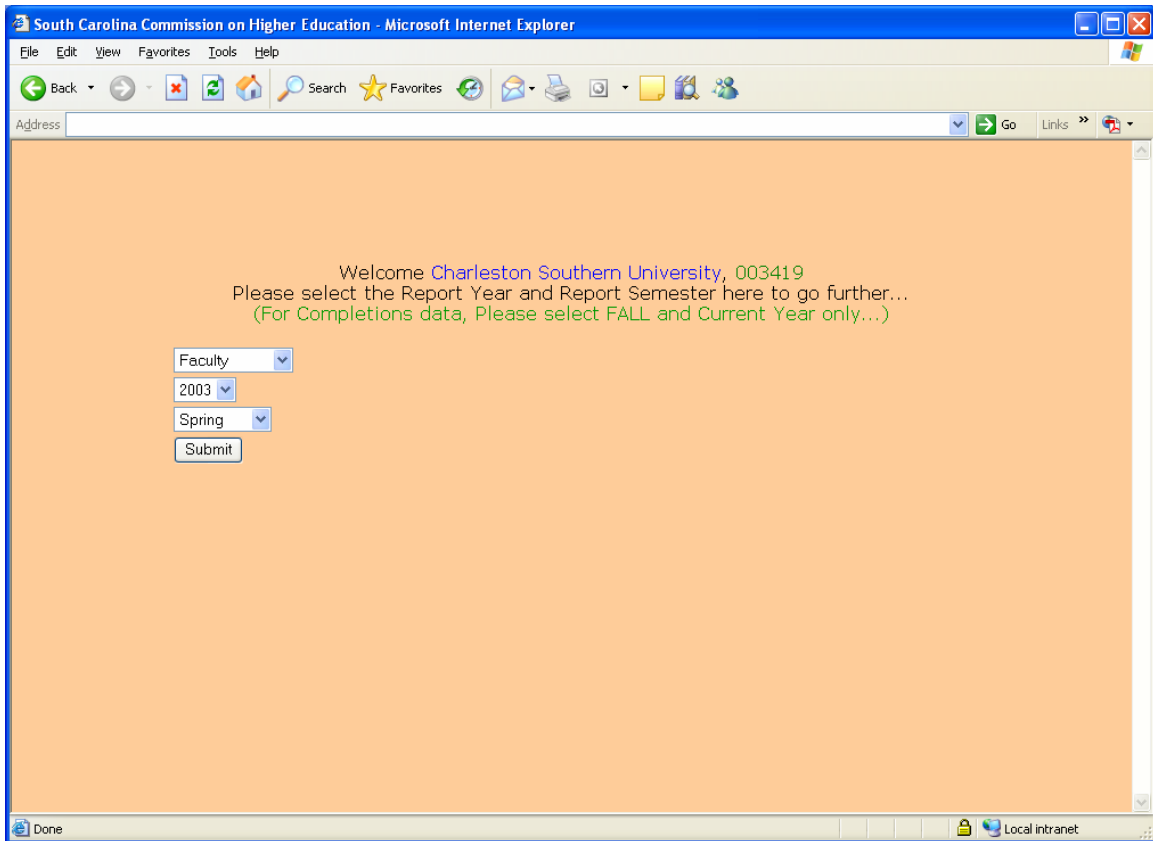 South Carolina Commission on Higher Education - Microsoft Internet Explorer
File Edit View Favorites Tools Help
Back Search Favorites
Address Go Links »
Welcome Charleston Southern University, 003419
Please select the Report Year and Report Semester here to go further...
(For Completions data, Please select FALL and Current Year only...)
Faculty
2003
Spring
Submit
Done Local intranet